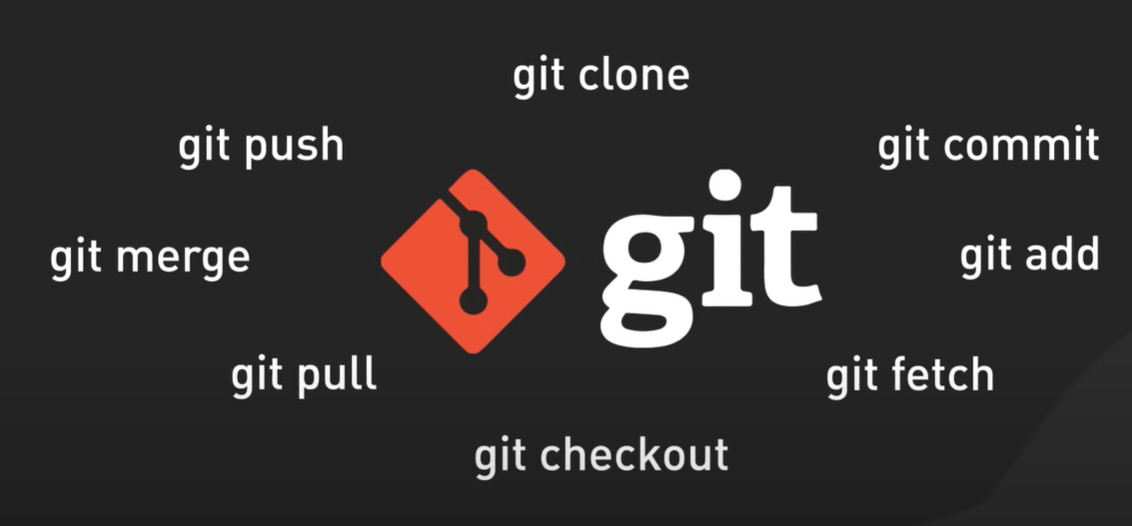 git clone
git push
git commit
git
git merge
git add
git pull
git fetch
git checkout